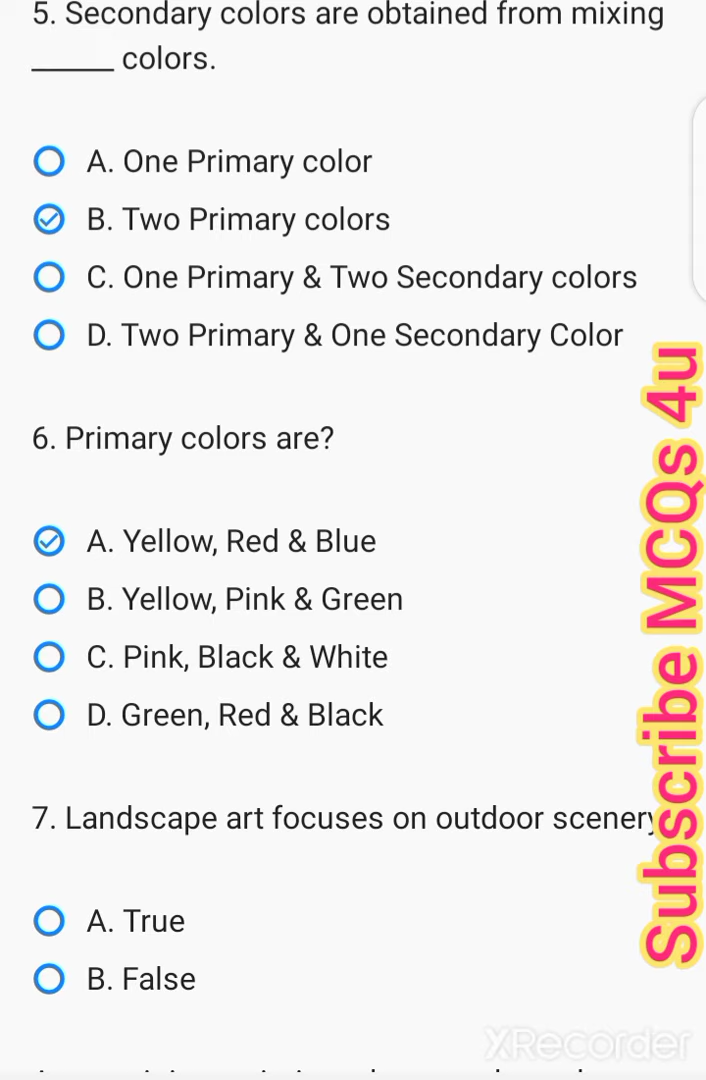 5. Secondary colors are obtained from mixing
______ colors.
A. One Primary color
B. Two Primary colors
C. One Primary & Two Secondary colors
D. Two Primary & One Secondary Color
6. Primary colors are?
A. Yellow, Red & Blue
B. Yellow, Pink & Green
C. Pink, Black & White
D. Green, Red & Black
7. Landscape art focuses on outdoor scenery
A. True
B. False
Subscribe MCQs 4u
XRecorder